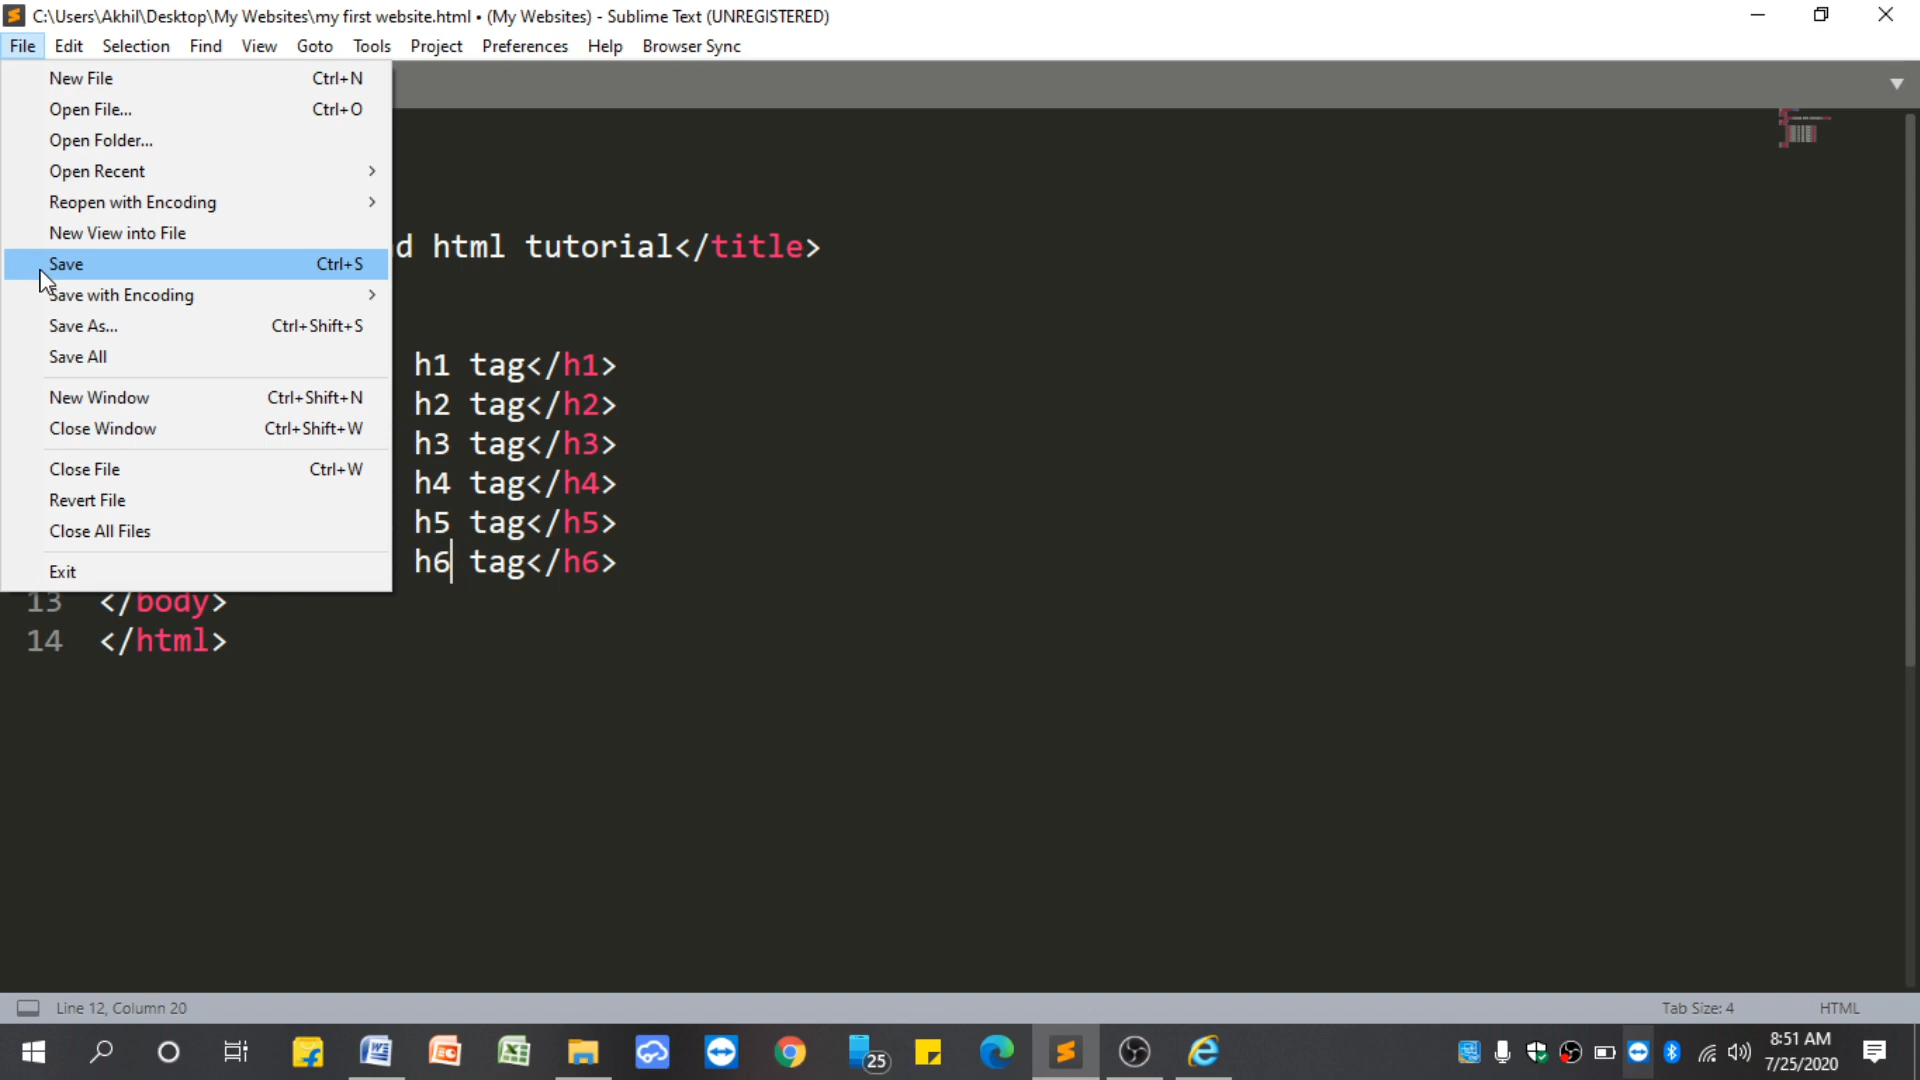 C:\Users\Akhil\Desktop\My Websites\my first website.html • (My Websites) - Sublime Text (UNREGISTERED)
File Edit Selection Find View Goto Tools Project Preferences Help Browser Sync
New File Ctrl+N
Open File... Ctrl+O
Open Folder...
Open Recent
Reopen with Encoding
New View into File
d html tutorial</title>
Save Ctrl+S
Save with Encoding
Save As... Ctrl+Shift+S
Save All
h1 tag</h1>
New Window Ctrl+Shift+N
h2 tag</h2>
Close Window Ctrl+Shift+W
h3 tag</h3>
Close File Ctrl+W
h4 tag</h4>
Revert File
h5 tag</h5>
Close All Files
h6 tag</h6>
Exit
13 </body>
14 </html>
Line 12, Column 20 Tab Size: 4 HTML
25
8:51 AM
7/25/2020